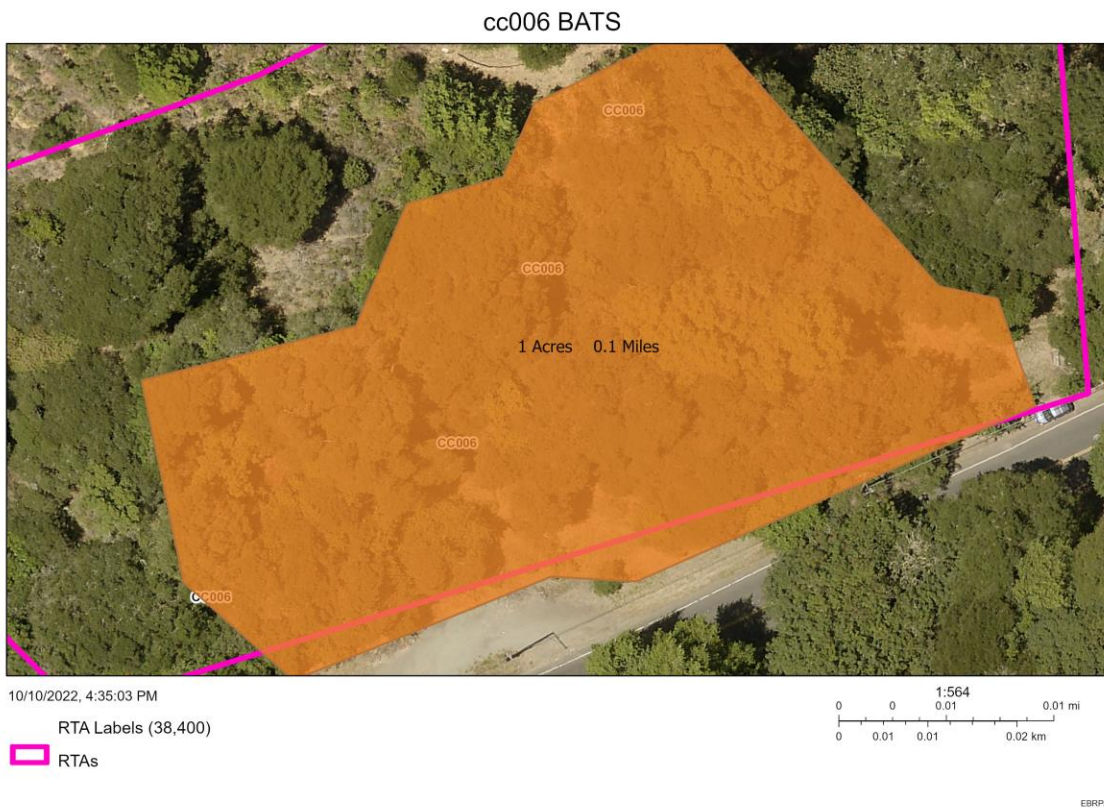 cc006 BATS
CC006
CC006
1 Acres 0.1 Miles
CC006
CC006
10/10/2022, 4:35:03 PM
RTA Labels (38,400)
RTAs
1:564
0 0 0.01 0.01 mi
0 0.01 0.01 0.02 km
EBRP